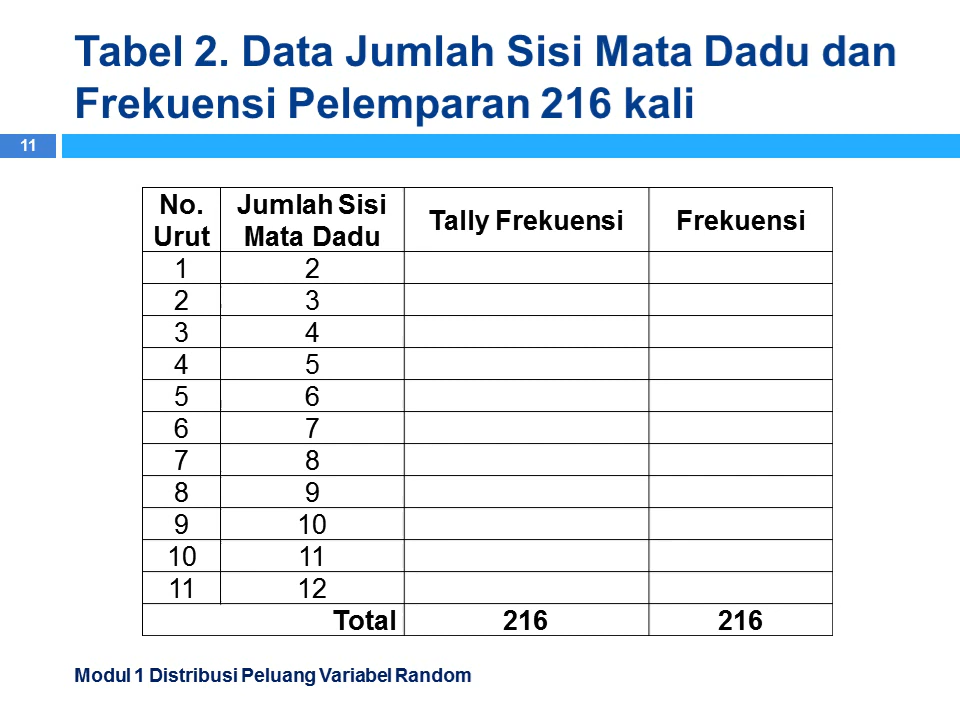 Tabel 2. Data Jumlah Sisi Mata Dadu dan
Frekuensi Pelemparan 216 kali
11
No. Urut Jumlah Sisi Mata Dadu Tally Frekuensi Frekuensi
1 2
2 3
3 4
4 5
5 6
6 7
7 8
8 9
9 10
10 11
11 12
Total 216 216
Modul 1 Distribusi Peluang Variabel Random